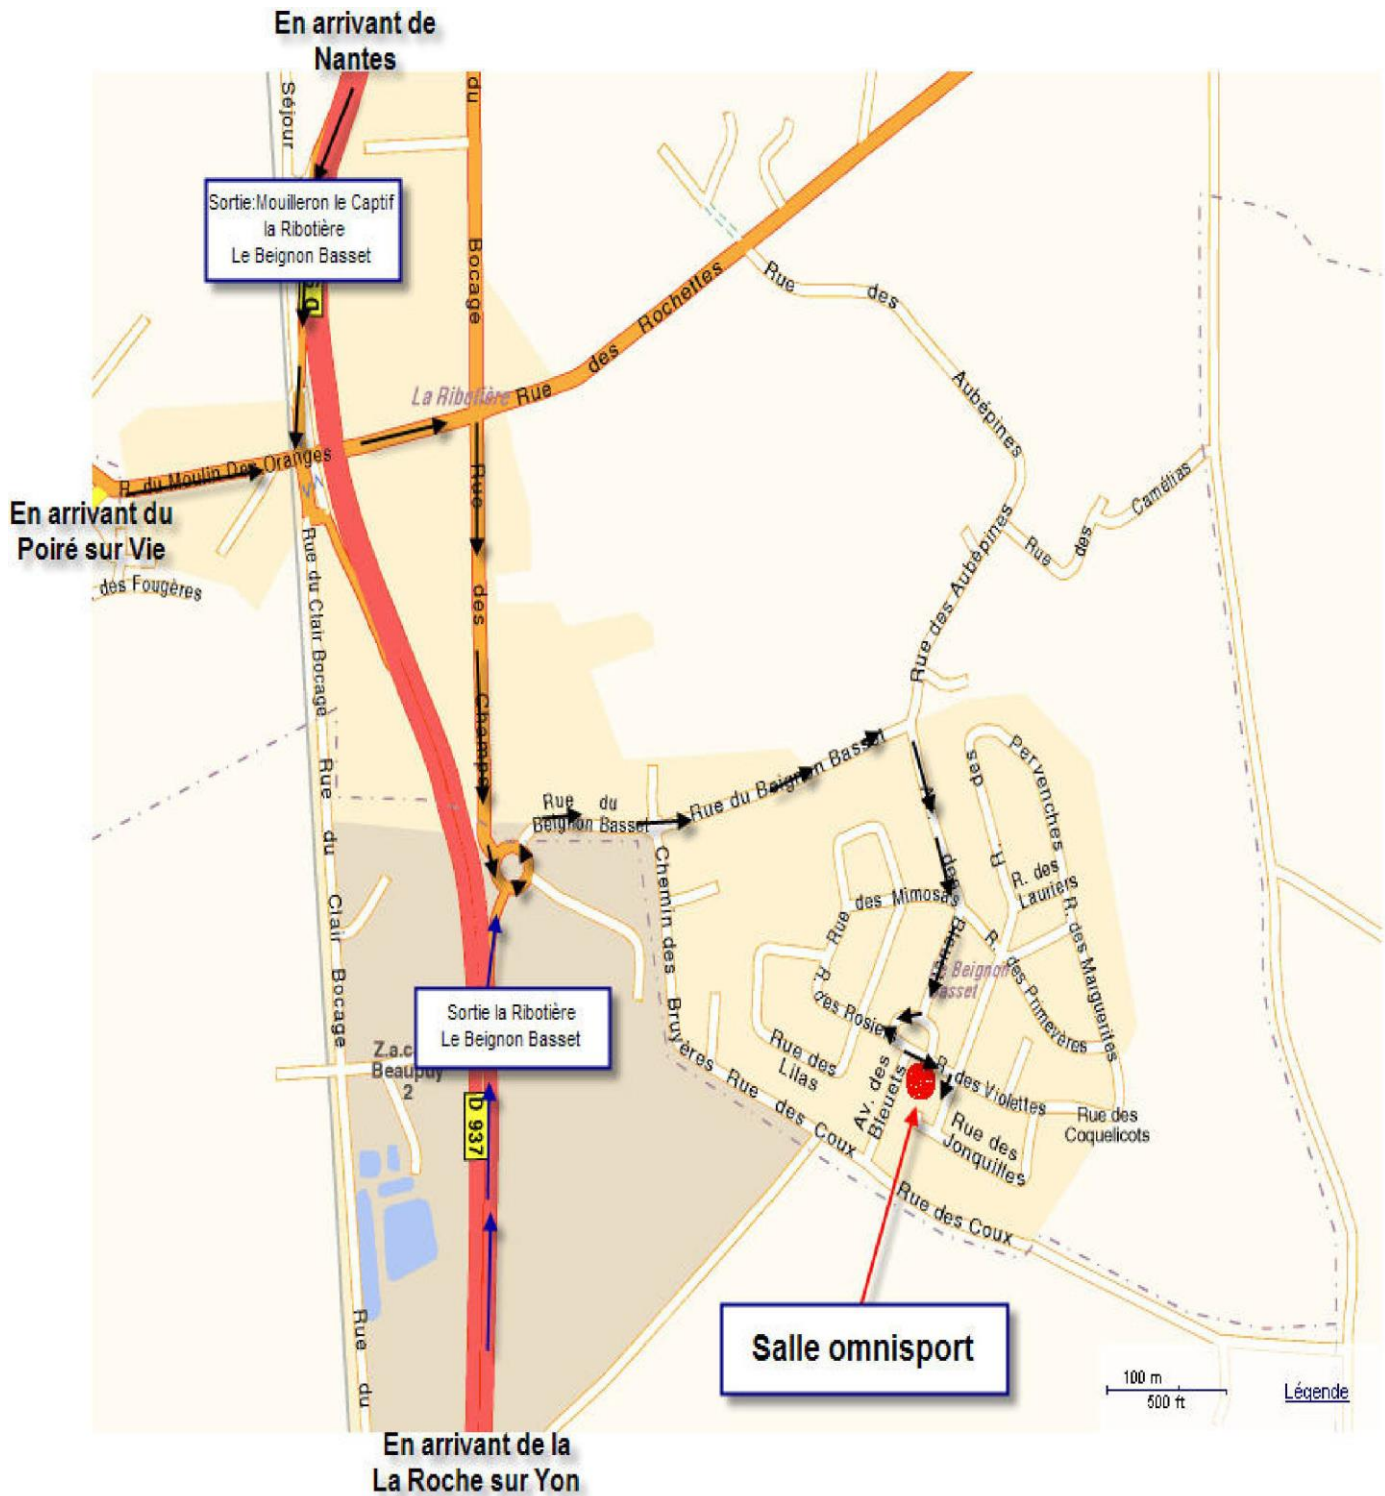 En arrivant de
Nantes
Séjour
du
Sortie:Mouilleron le Captif
la Ribotière
Le Beignon Basset
Bocage
Rue des Rochettes
La Ribotière
Rue des Aubépines
Rue des Aubépines
Rue des Camélias
R. du Moulin Des Oranges
En arrivant du
Poiré sur Vie
des Fougères
Rue des Champs
Rue du Clair Bocage
Rue du Clair Bocage
Rue du
Rue du
Beignon Basset
Rue du Beignon Basset
Chemin des Bruyères
Av. des Bleuets
R. des
Pervenches
R. des
Lauriers
R. des Marguerites
Rue des Mimosas
R. des Primevères
Le Beignon
Basset
R. des Rosiers
Rue des
Lilas
Av. des
Bleuets
R. des Violettes
Rue des
Coquelicots
Rue des
Jonquilles
Rue des Coux
Rue des Coux
Sortie la Ribotière
Le Beignon Basset
Z.a.c
Beaupuy
2
D 937
Salle omnisport
100 m
500 ft
Légende
En arrivant de la
La Roche sur Yon